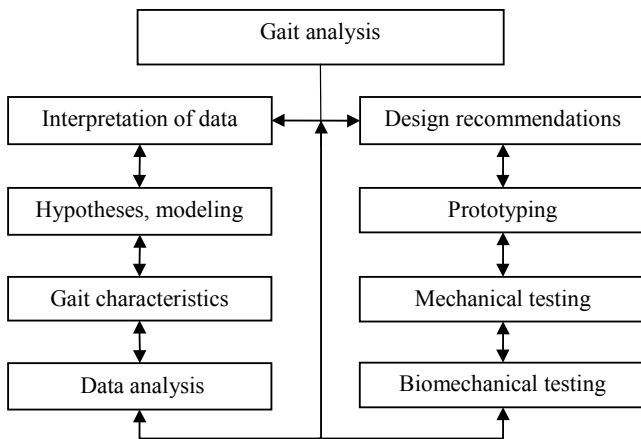 Gait analysis
Interpretation of data
Design recommendations
Hypotheses, modeling
Prototyping
Gait characteristics
Mechanical testing
Data analysis
Biomechanical testing